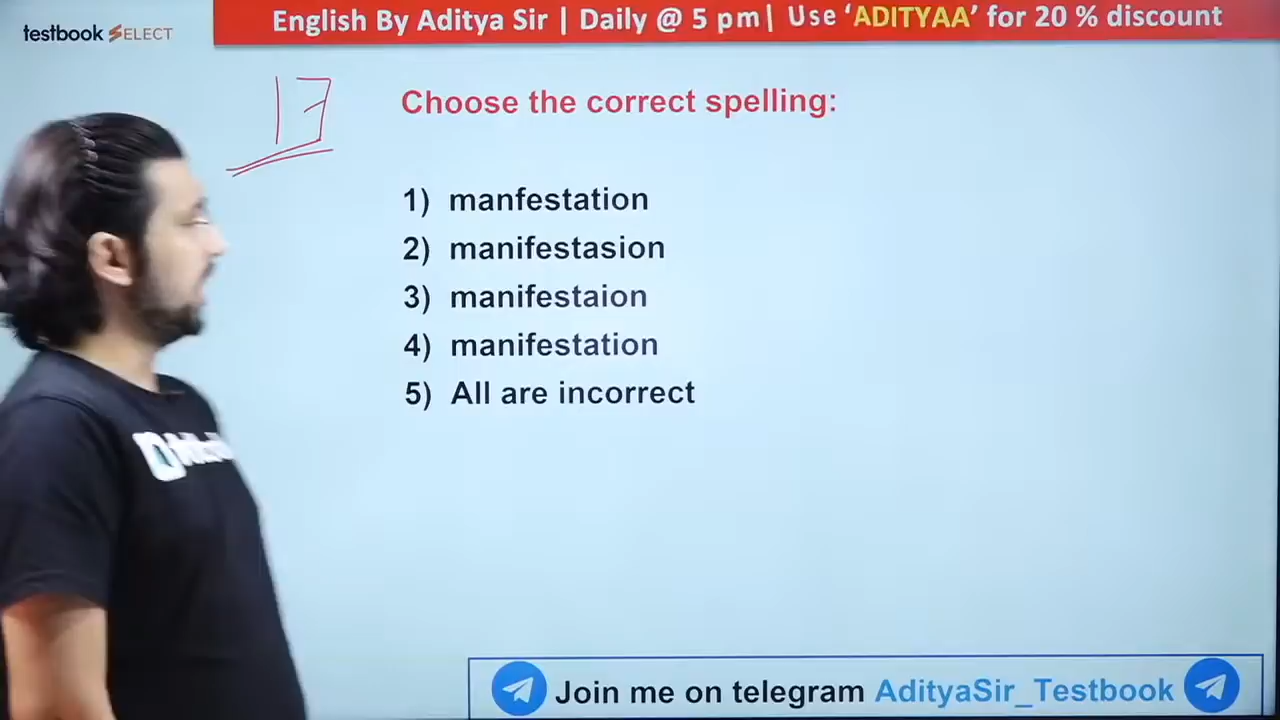 testbook SELECT
English By Aditya Sir | Daily @ 5 pm| Use ‘ADITYAA’ for 20 % discount
17
Choose the correct spelling:
1) manfestation
2) manifestasion
3) manifestaion
4) manifestation
5) All are incorrect
Join me on telegram AdityaSir_Testbook